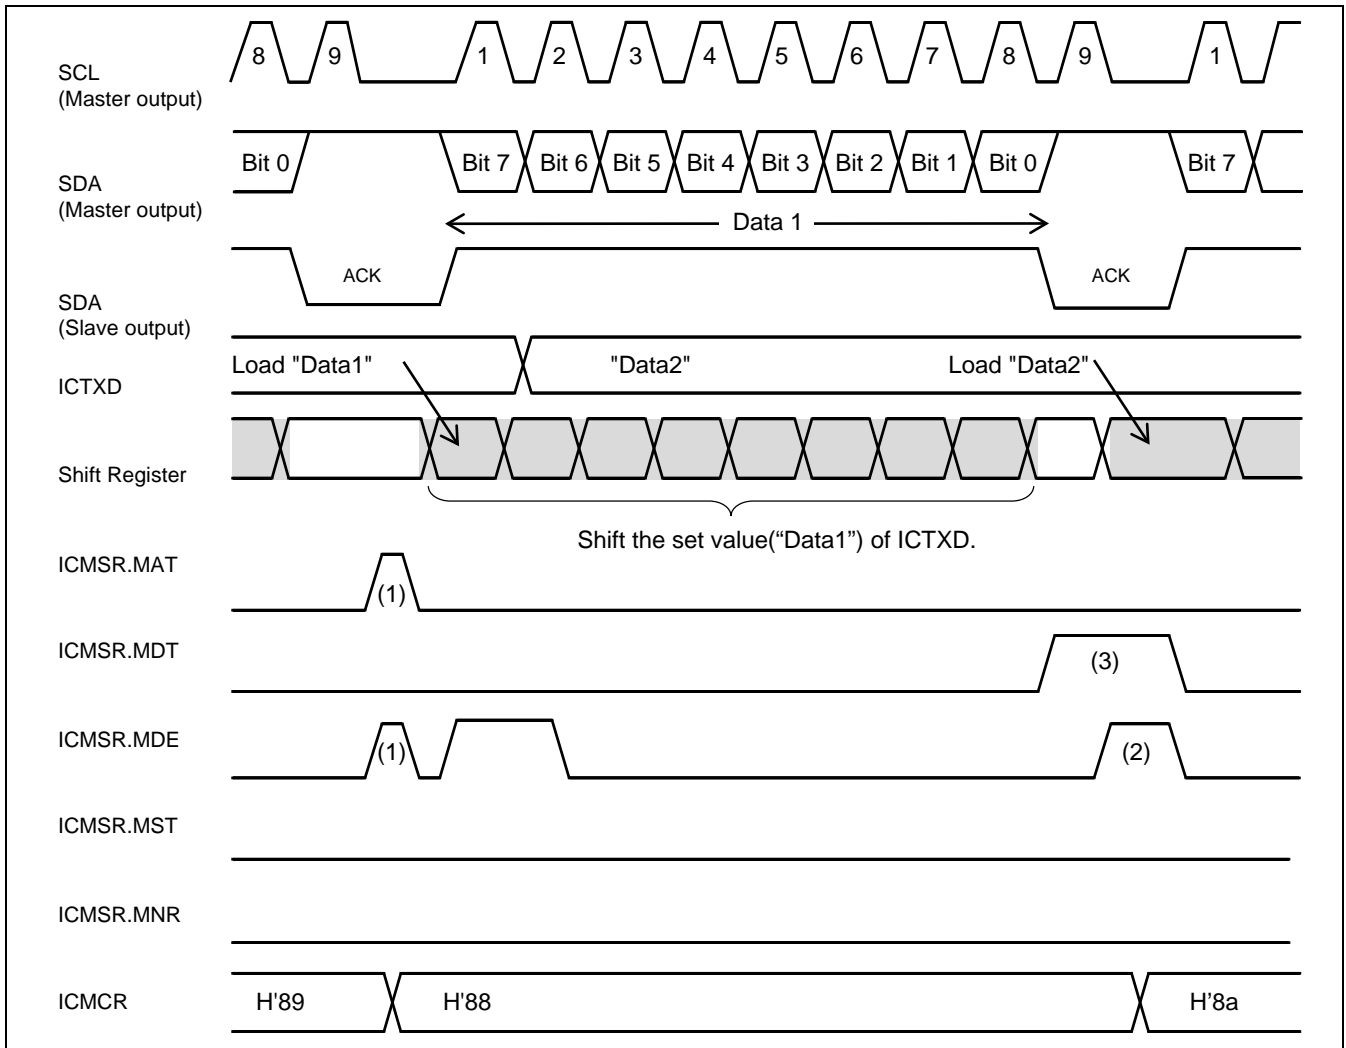 SCL
(Master output)
8 9 1 2 3 4 5 6 7 8 9 1
SDA
(Master output)
Bit 0 Bit 7 Bit 6 Bit 5 Bit 4 Bit 3 Bit 2 Bit 1 Bit 0 Bit 7
Data 1
SDA
(Slave output)
ACK ACK
ICTXD
Load "Data1" "Data2" Load "Data2"
Shift Register
Shift the set value(“Data1”) of ICTXD.
ICMSR.MAT
(1)
ICMSR.MDT
(3)
ICMSR.MDE
(1) (2)
ICMSR.MST
ICMSR.MNR
ICMCR
H'89 H'88 H’8a